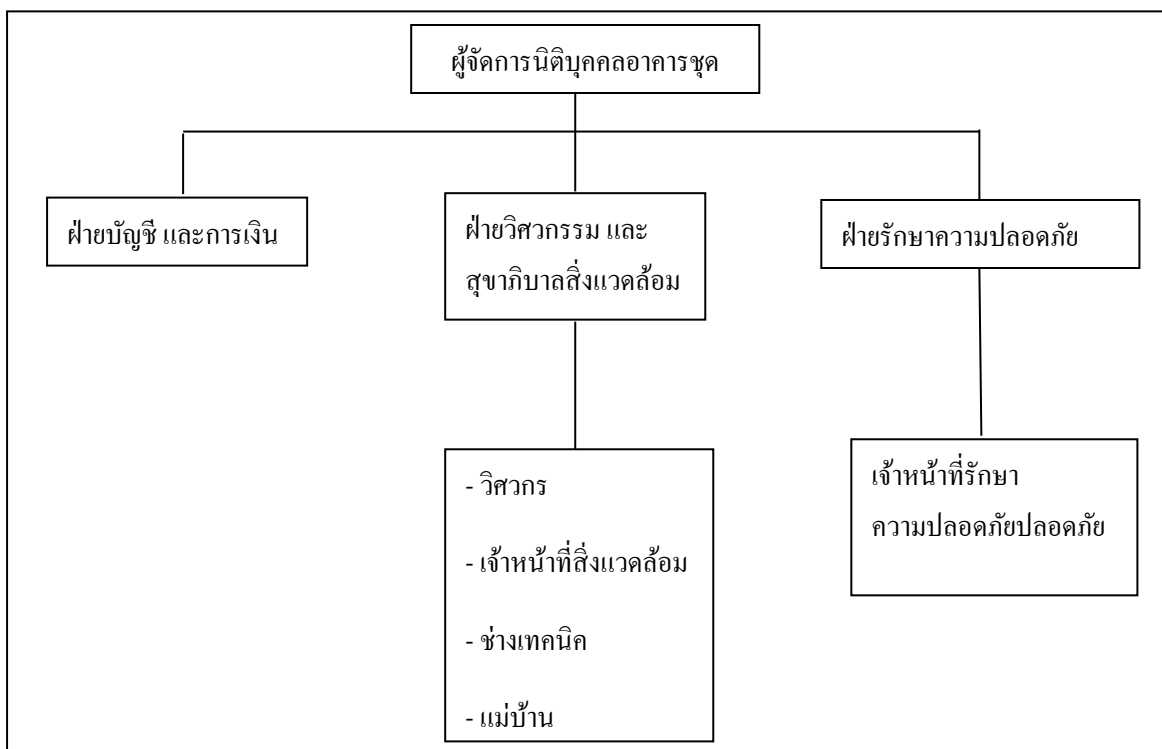 ผู้จัดการนิติบุคคลอาคารชุด
ฝ่ายบัญชี และการเงิน
ฝ่ายวิศวกรรม และ
สุขาภิบาลสิ่งแวดล้อม
ฝ่ายรักษาความปลอดภัย
- วิศวกร
- เจ้าหน้าที่สิ่งแวดล้อม
- ช่างเทคนิค
- แม่บ้าน
เจ้าหน้าที่รักษา
ความปลอดภัยปลอดภัย